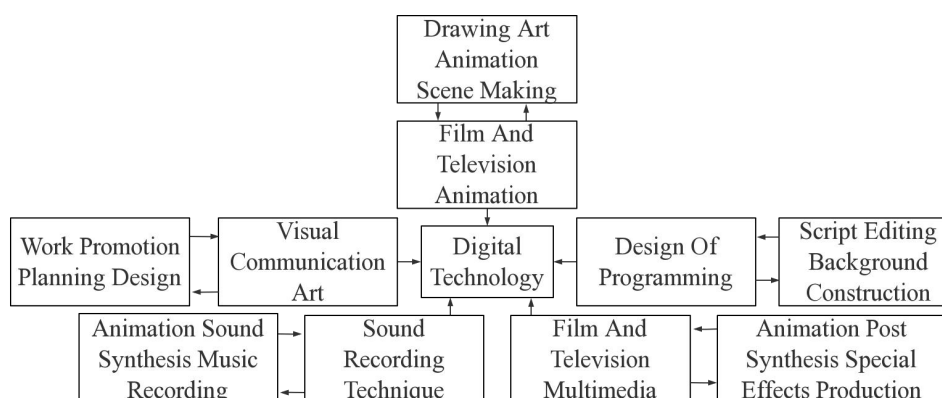 Drawing Art
Animation
Scene Making
Film And
Television
Animation
Work Promotion
Planning Design
Visual
Communication
Art
Digital
Technology
Design Of
Programming
Script Editing
Background
Construction
Animation Sound
Synthesis Music
Recording
Sound
Recording
Technique
Film And
Television
Multimedia
Animation Post
Synthesis Special
Effects Production